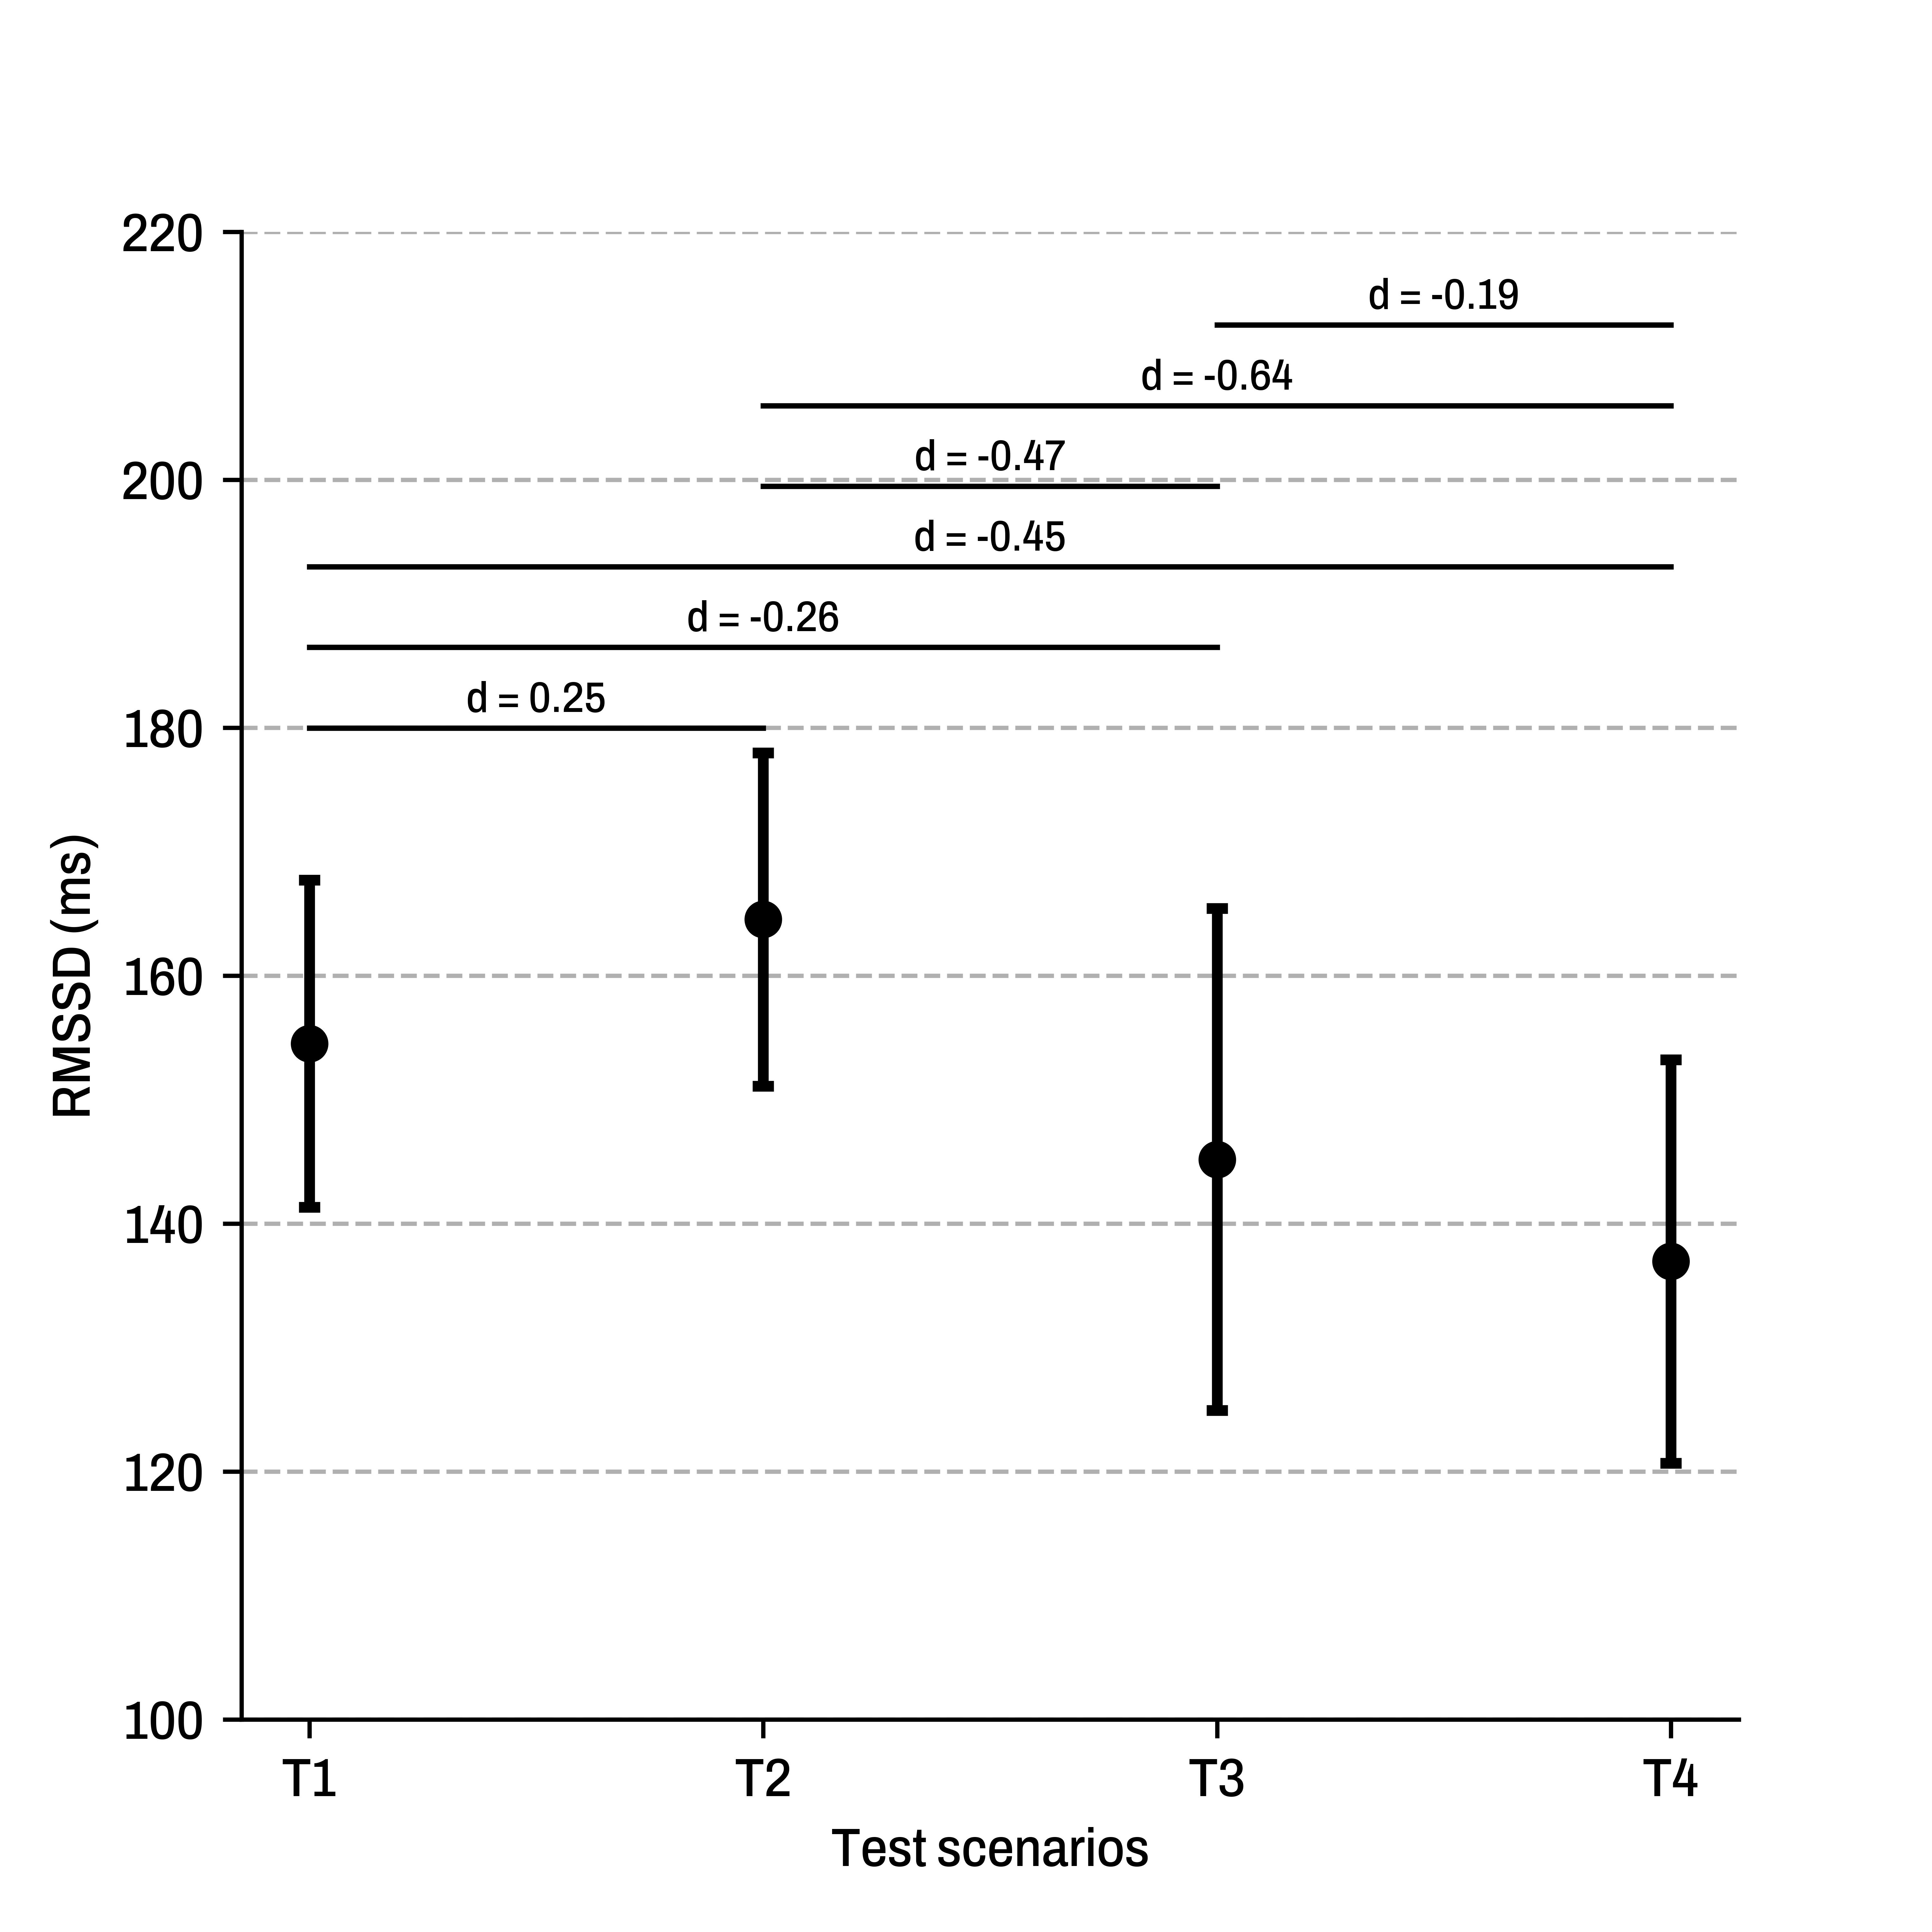 220
d = -0.19
d = -0.64
d = -0.47
200
d = -0.45
d = -0.26
d = 0.25
180
160
140
120
100
RMSSD (ms)
T1 T2 T3 T4
Test scenarios